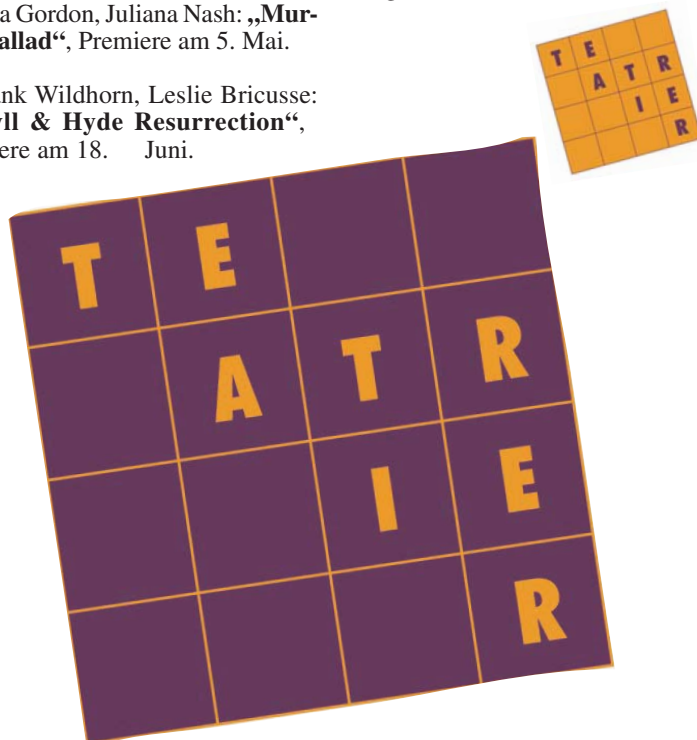 a Gordon, Juliana Nash: „Mur-
allad“, Premiere am 5. Mai.
nk Wildhorn, Leslie Bricusse:
yll & Hyde Resurrection“,
ere am 18. Juni.
T E
A T R
I E
R
T E
A T R
I E
R